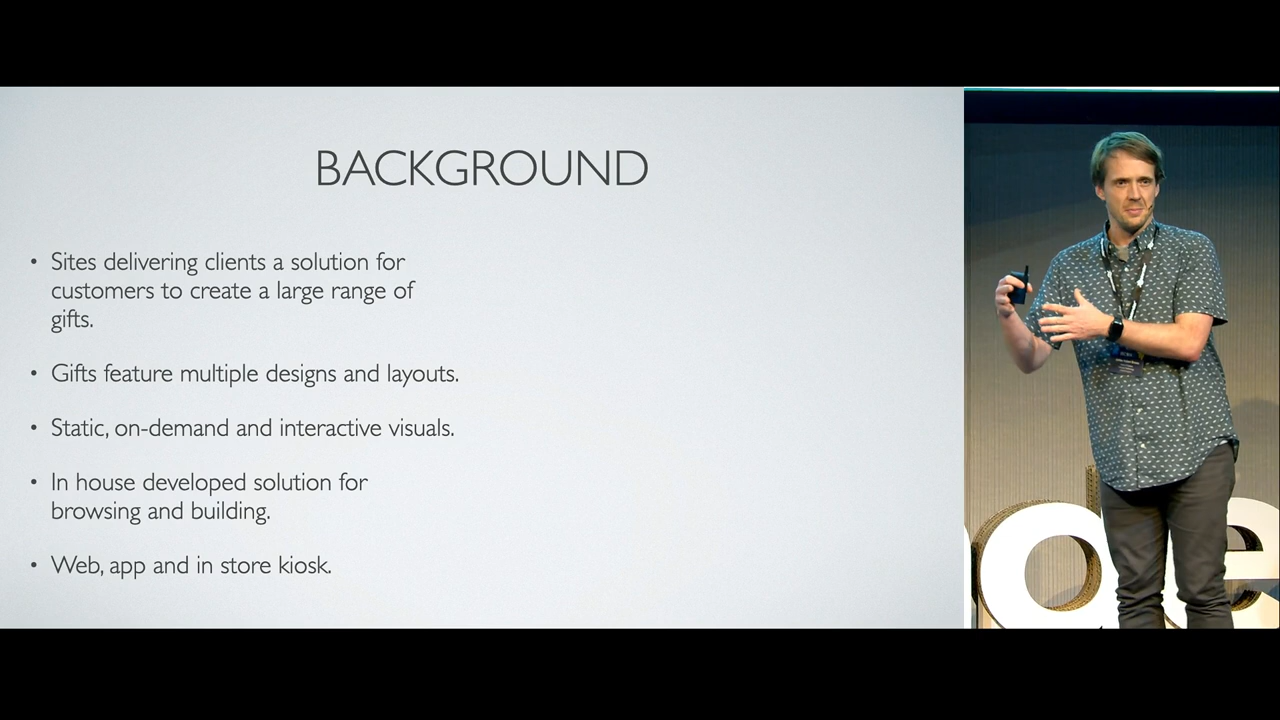 BACKGROUND
• Sites delivering clients a solution for
customers to create a large range of
gifts.
• Gifts feature multiple designs and layouts.
• Static, on-demand and interactive visuals.
• In house developed solution for
browsing and building.
• Web, app and in store kiosk.
de